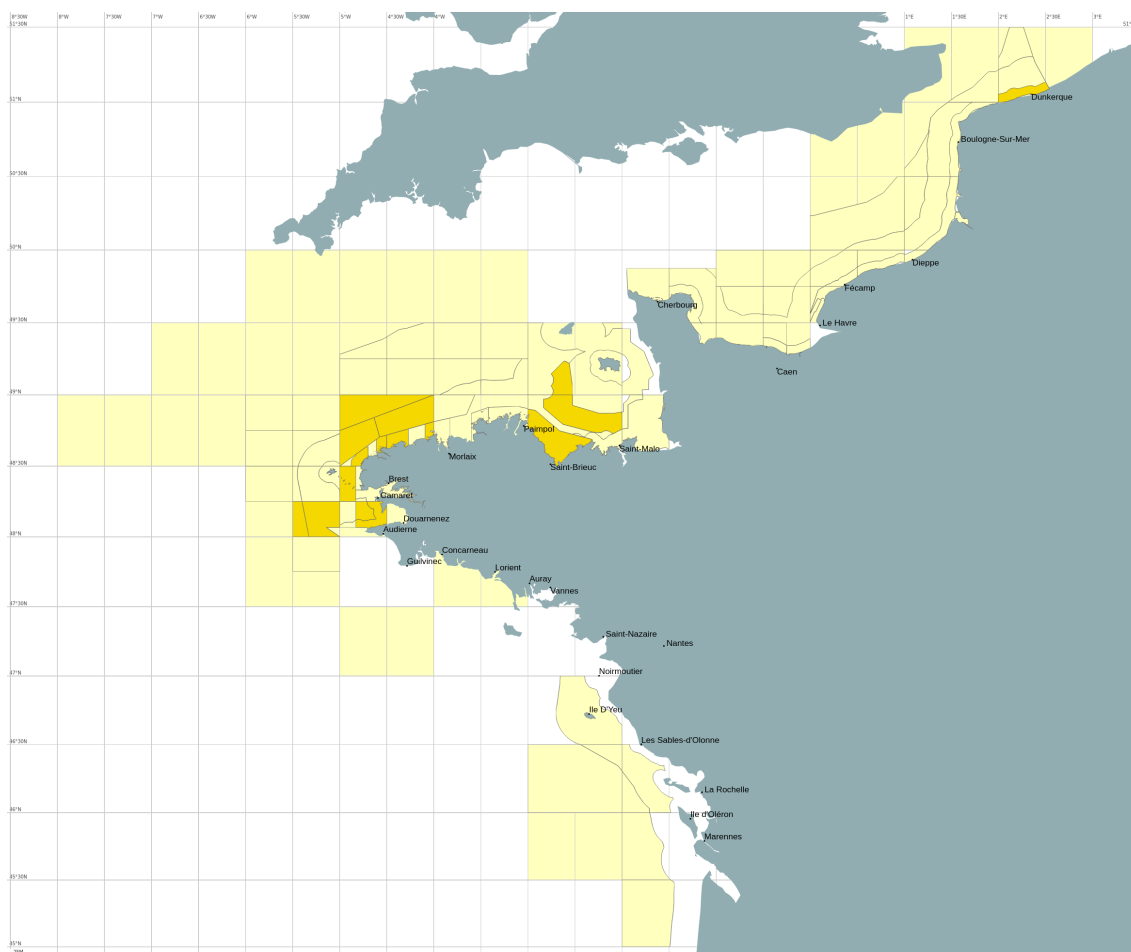 8°30W 8°W 7°30W 7°W 6°30W 6°W 5°30W 5°W 4°30W 4°W 1°E 1°30E 2°E 2°30E 3°E
51°30N 51°
51°N
Dunkerque
Boulogne-Sur-Mer
50°30N
50°N
Dieppe
Fécamp
Cherbourg
49°30N
Le Havre
Caen
49°N
Paimpol
Saint-Malo
Morlaix
48°30N
Saint-Brieuc
Brest
Camaret
Douarnenez
Audierne
48°N
Concarneau
Guilvinec
Lorient
Auray
Vannes
37°30N
Saint-Nazaire
Nantes
47°N
Noirmoutier
Ile D'Yeu
Les Sables-d'Olonne
46°30N
La Rochelle
46°N
Ile d'Oléron
Marennes
45°30N
45°N